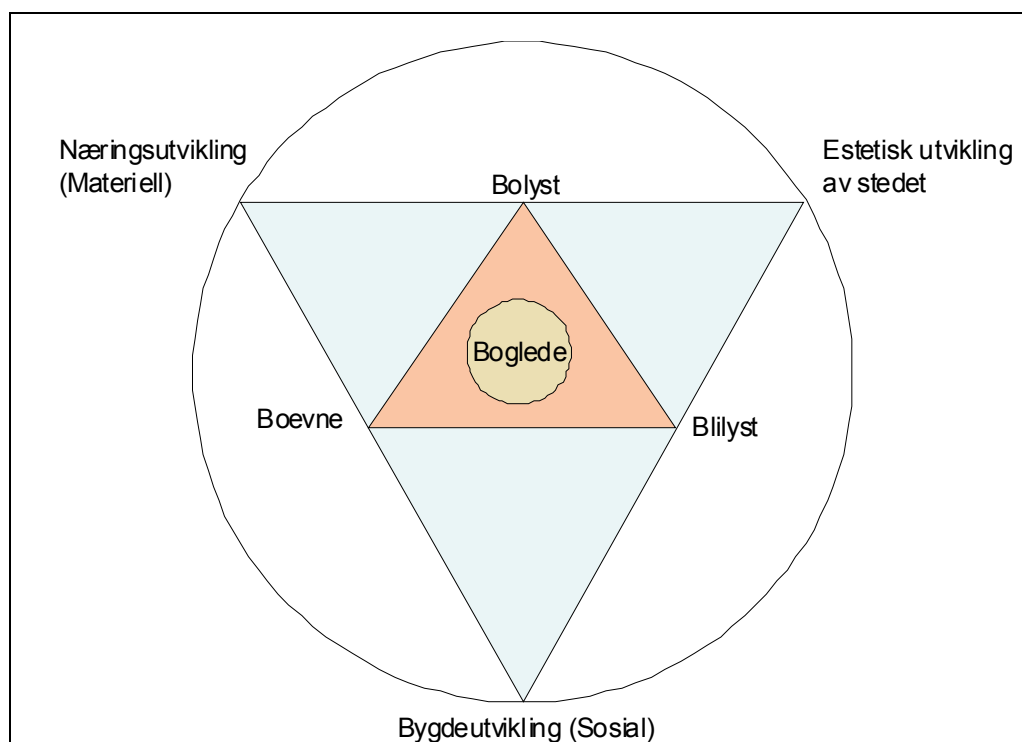 Næringsutvikling
(Materiell)
Estetisk utvikling
av stedet
Bolyst
Boglede
Boevne
Blilyst
Bygdeutvikling (Sosial)